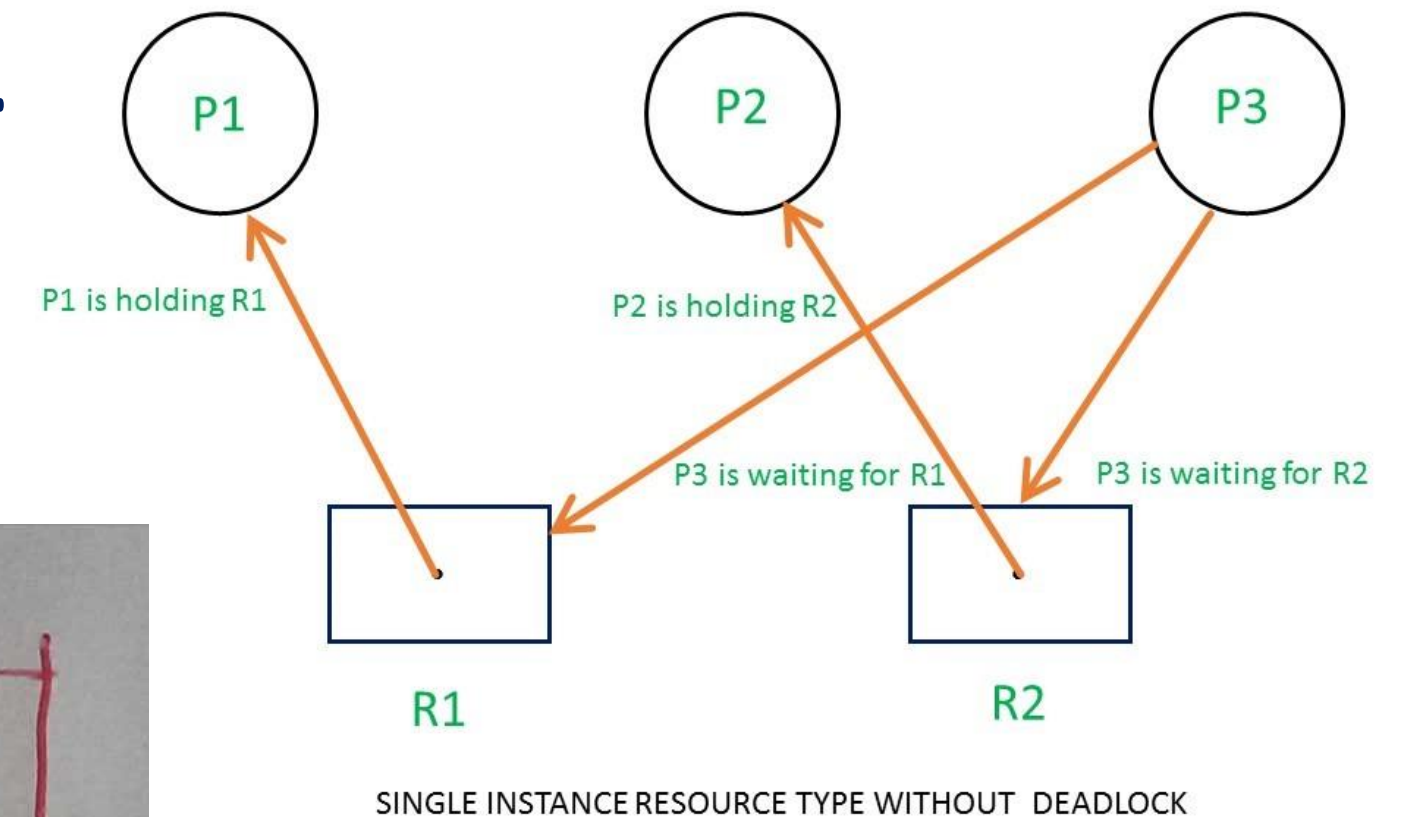 P1
P2
P3
P1 is holding R1
P2 is holding R2
P3 is waiting for R1
P3 is waiting for R2
R1
R2
SINGLE INSTANCE RESOURCE TYPE WITHOUT DEADLOCK